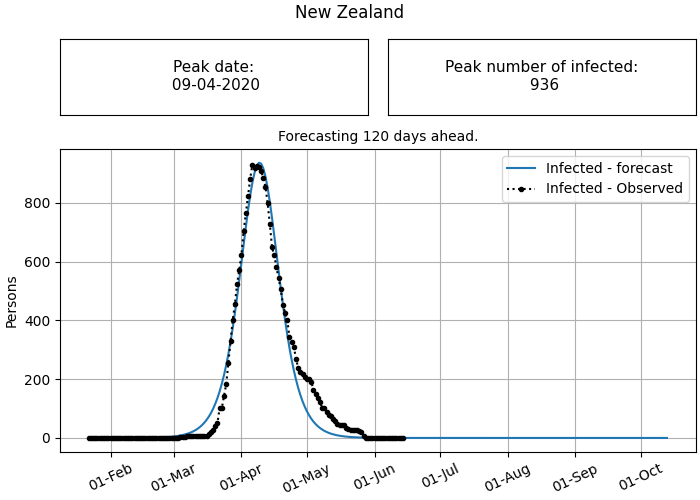 New Zealand
Peak date:
09-04-2020
Peak number of infected:
936
Forecasting 120 days ahead.
Infected - forecast
Infected - Observed
Persons
800
600
400
200
0
01-Feb
01-Mar
01-Apr
01-May
01-Jun
01-Jul
01-Aug
01-Sep
01-Oct